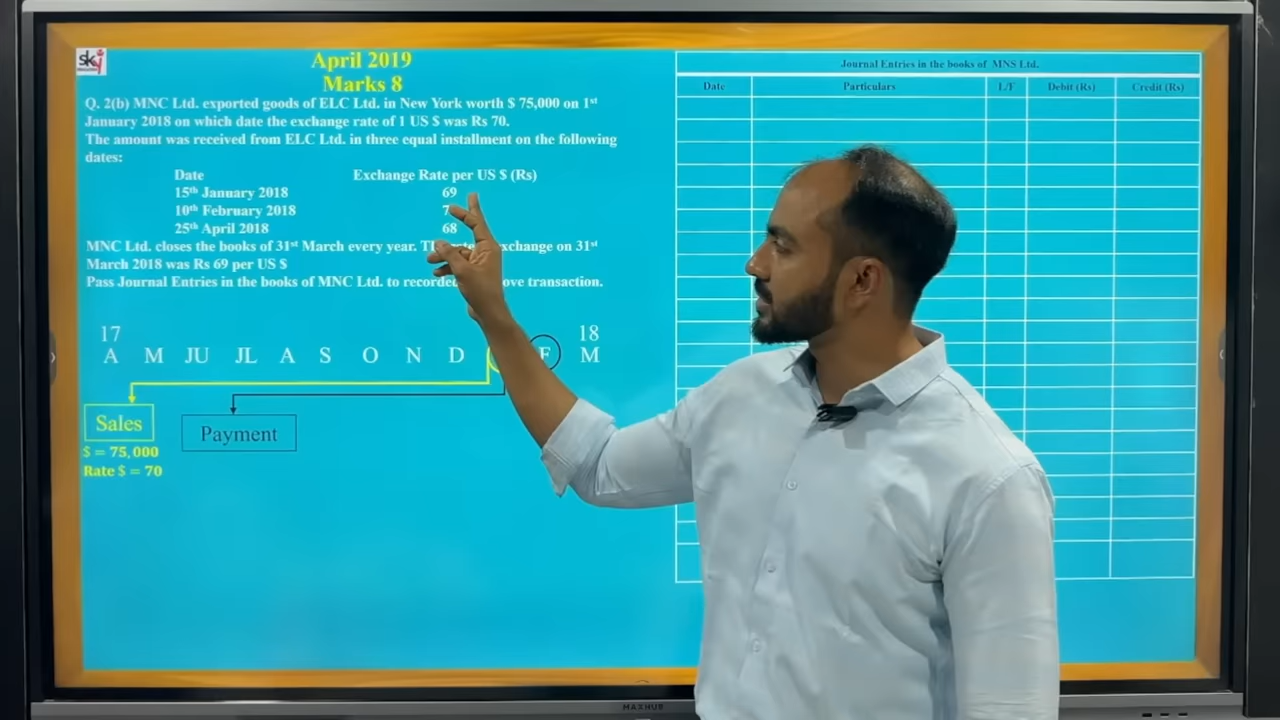 sk
April 2019
Marks 8
Q. 2(b) MNC Ltd. exported goods of ELC Ltd. in New York worth $ 75,000 on 1st
January 2018 on which date the exchange rate of 1 US $ was Rs 70.
The amount was received from ELC Ltd. in three equal installment on the following
dates:
Date Exchange Rate per US $ (Rs)
15th January 2018 69
10th February 2018 7
25th April 2018 68
MNC Ltd. closes the books of 31st March every year. xchange on 31st
March 2018 was Rs 69 per US $
Pass Journal Entries in the books of MNC Ltd. to recorded ove transaction.
17 18
A M JU JL A S O N D F M
Sales
Payment
$ = 75,000
Rate $ = 70
Journal Entries in the books of MNS Ltd.
Date Particulars L/F Debit (Rs) Credit (Rs)
MAXHUB